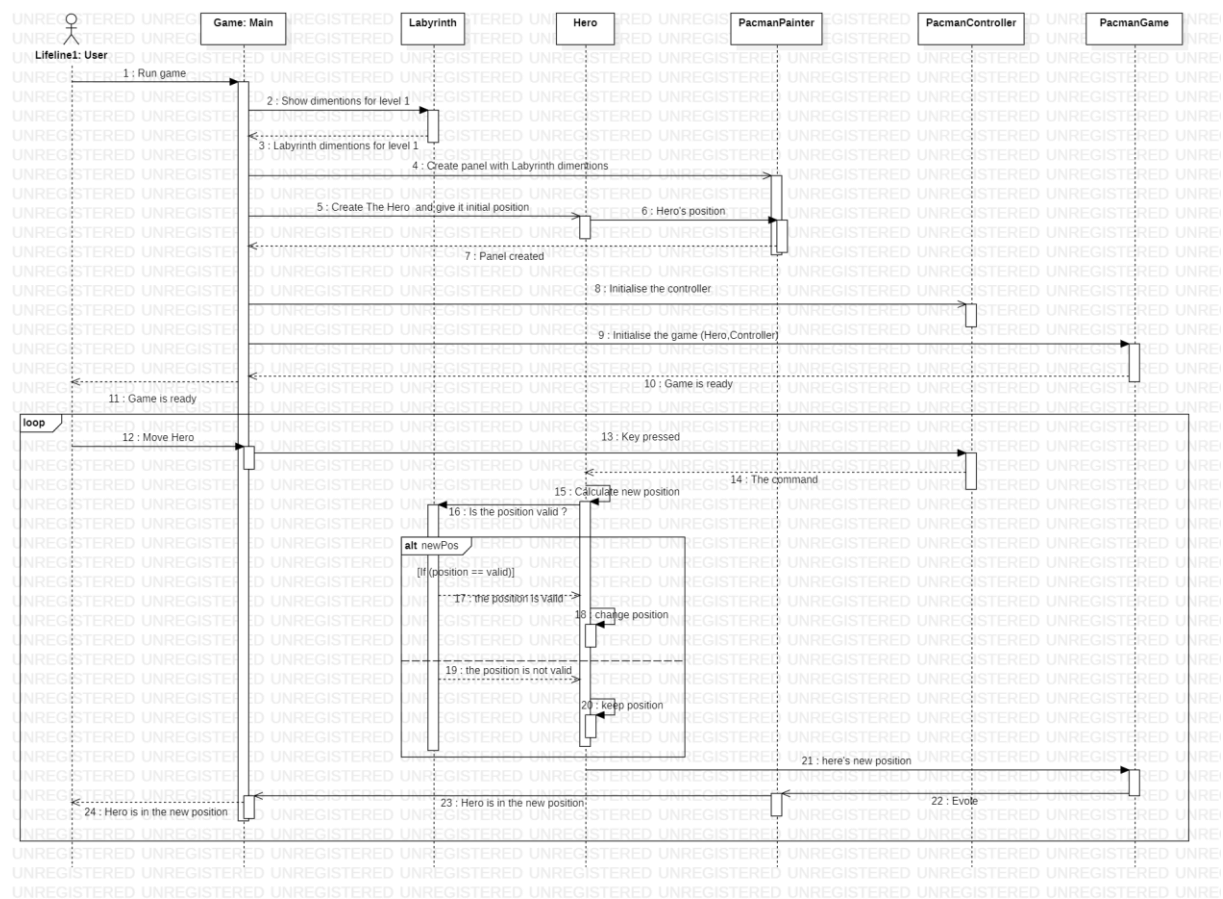 Game: Main
Labyrinth
Hero
PacmanPainter
PacmanController
PacmanGame
Lifeline1: User
1 : Run game
2 : Show dimentions for level 1
3 : Labyrinth dimentions for level 1
4 : Create panel with Labyrinth dimentions
5 : Create The Hero and give it initial position
6 : Hero's position
7 : Panel created
8 : Initialise the controller
9 : Initialise the game (Hero,Controller)
10 : Game is ready
11 : Game is ready
loop
12 : Move Hero
13 : Key pressed
14 : The command
15 : Calculate new position
16 : Is the position valid ?
alt newPos
[If (position == valid)]
17 : the position is valid
18 : change position
19 : the position is not valid
20 : keep position
21 : here's new position
22 : Evole
23 : Hero is in the new position
24 : Hero is in the new position
UNREGISTERED